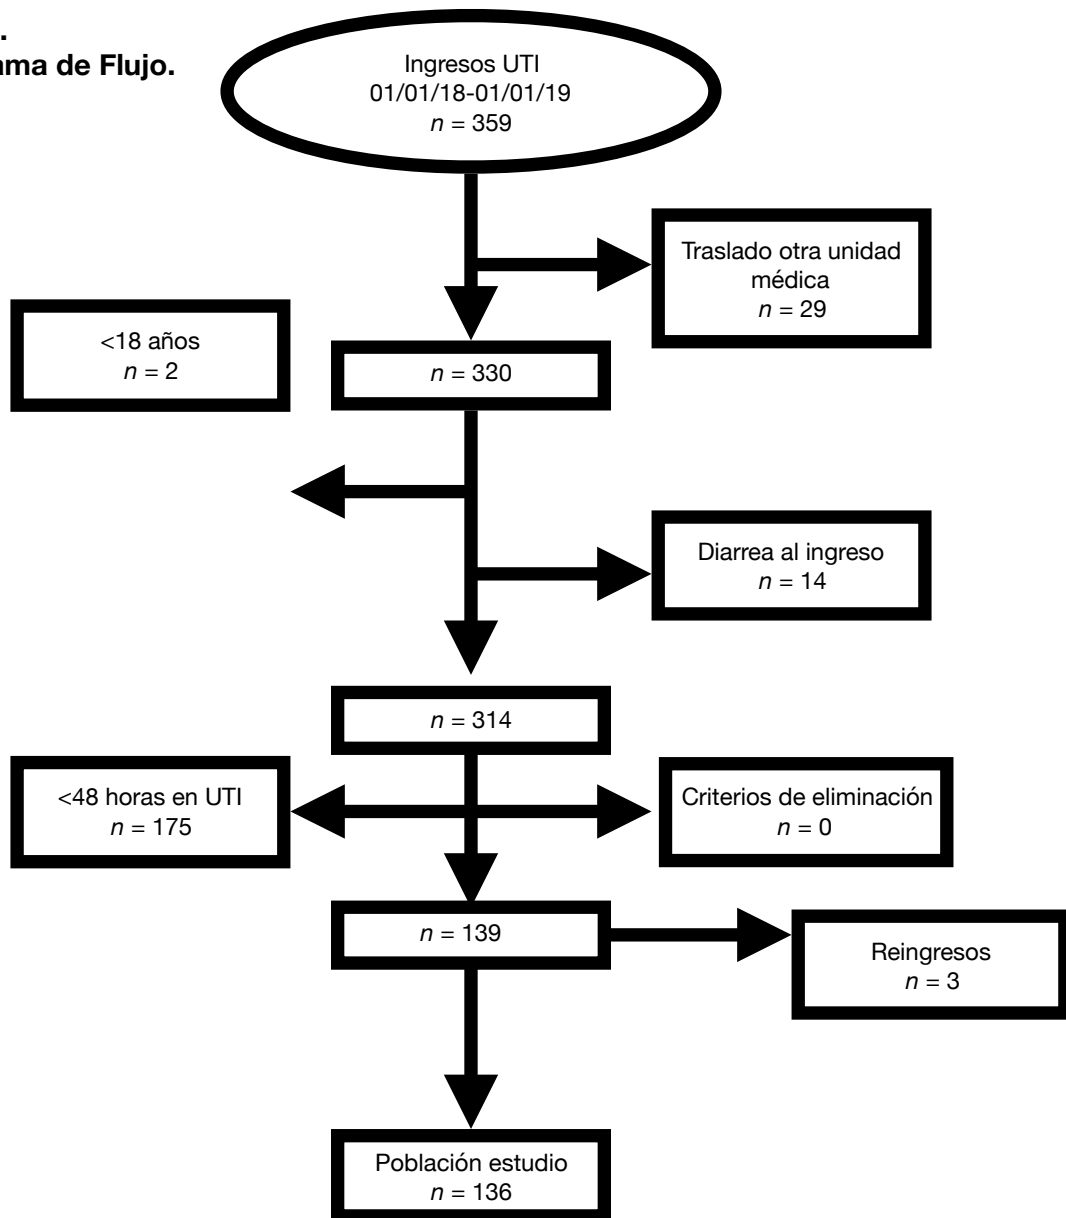 .
ma de Flujo.
Ingresos UTI
01/01/18-01/01/19
n = 359
Traslado otra unidad
médica
n = 29
<18 años
n = 2
n = 330
Diarrea al ingreso
n = 14
n = 314
<48 horas en UTI
n = 175
Criterios de eliminación
n = 0
n = 139
Reingresos
n = 3
Población estudio
n = 136